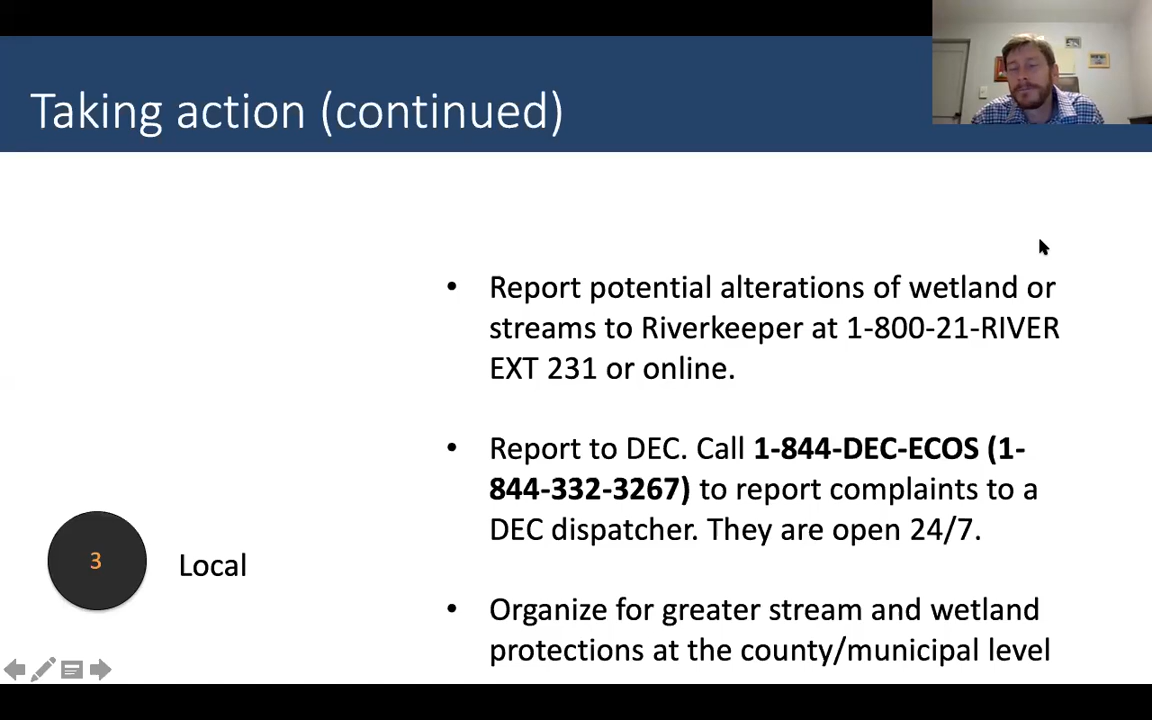 Taking action (continued)
• Report potential alterations of wetland or
streams to Riverkeeper at 1-800-21-RIVER
EXT 231 or online.
• Report to DEC. Call 1-844-DEC-ECOS (1-
844-332-3267) to report complaints to a
DEC dispatcher. They are open 24/7.
3
Local
• Organize for greater stream and wetland
protections at the county/municipal level